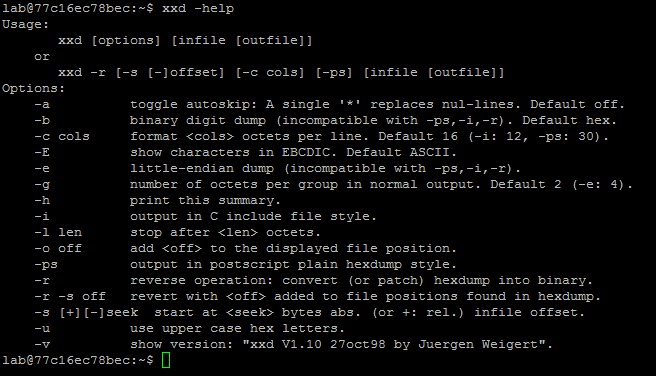 lab@77c16ec78bec:~$ xxd -help
Usage:
       xxd [options] [infile [outfile]]
    or
       xxd -r [-s [-]offset] [-c cols] [-ps] [infile [outfile]]
Options:
    -a          toggle autoskip: A single '*' replaces nul-lines. Default off.
    -b          binary digit dump (incompatible with -ps,-i,-r). Default hex.
    -c cols     format <cols> octets per line. Default 16 (-i: 12, -ps: 30).
    -E          show characters in EBCDIC. Default ASCII.
    -e          little-endian dump (incompatible with -ps,-i,-r).
    -g          number of octets per group in normal output. Default 2 (-e: 4).
    -h          print this summary.
    -i          output in C include file style.
    -l len      stop after <len> octets.
    -o off      add <off> to the displayed file position.
    -ps         output in postscript plain hexdump style.
    -r          reverse operation: convert (or patch) hexdump into binary.
    -r -s off   revert with <off> added to file positions found in hexdump.
    -s [+][-]seek  start at <seek> bytes abs. (or +: rel.) infile offset.
    -u          use upper case hex letters.
    -v          show version: "xxd V1.10 27oct98 by Juergen Weigert".
lab@77c16ec78bec:~$